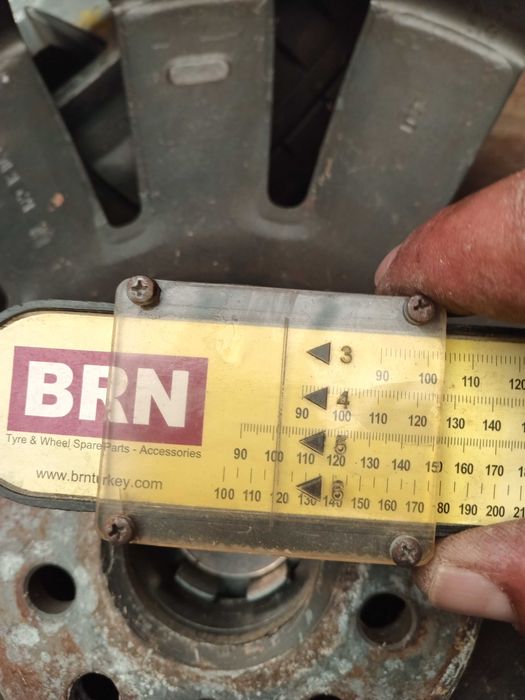 BRN
Tyre & Wheel Spare Parts - Accessories
www.brnturkey.com
3
90 100 110 120
4
90 100 110 120 130 140
5
90 100 110 120 130 140 150 160 170
6
100 110 120 130 140 150 160 170 180 190 200